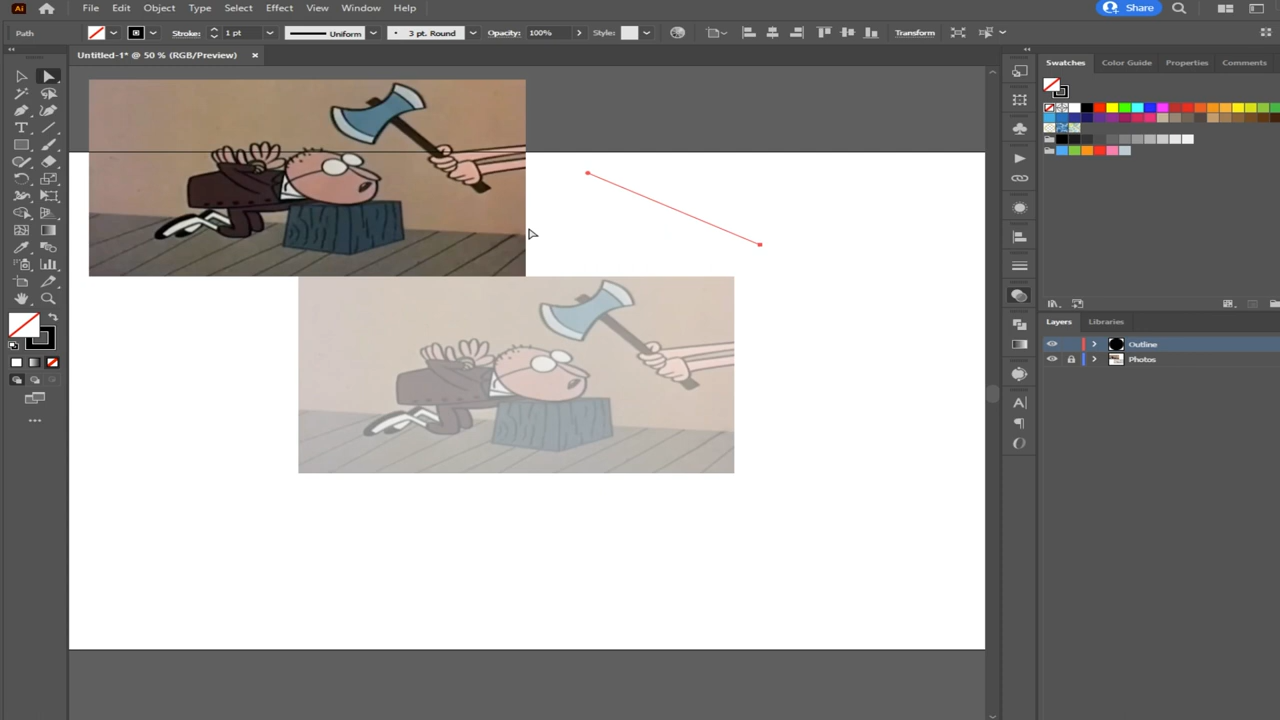 Ai File Edit Object Type Select Effect View Window Help Share
Path Stroke: 1 pt Uniform 3 pt. Round Opacity: 100% Style: Transform
Untitled-1* @ 50 % (RGB/Preview) ×
Swatches Color Guide Properties Comments
Layers Libraries
Outline
Photos